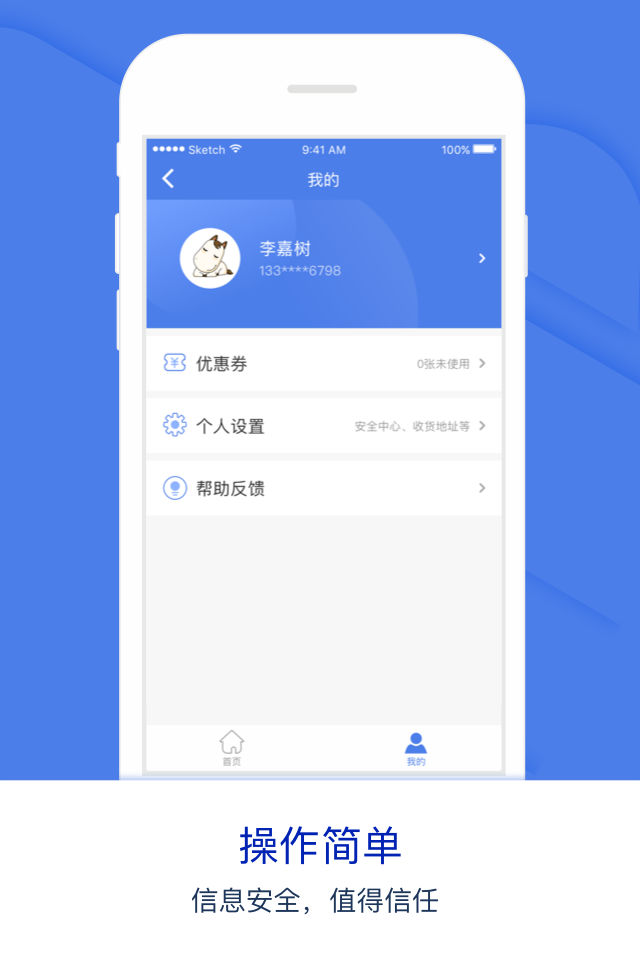 Sketch 9:41 AM 100%
我的
李嘉树
133****6798
优惠券 0张未使用
个人设置 安全中心、收货地址等
帮助反馈
首页 我的
操作简单
信息安全，值得信任